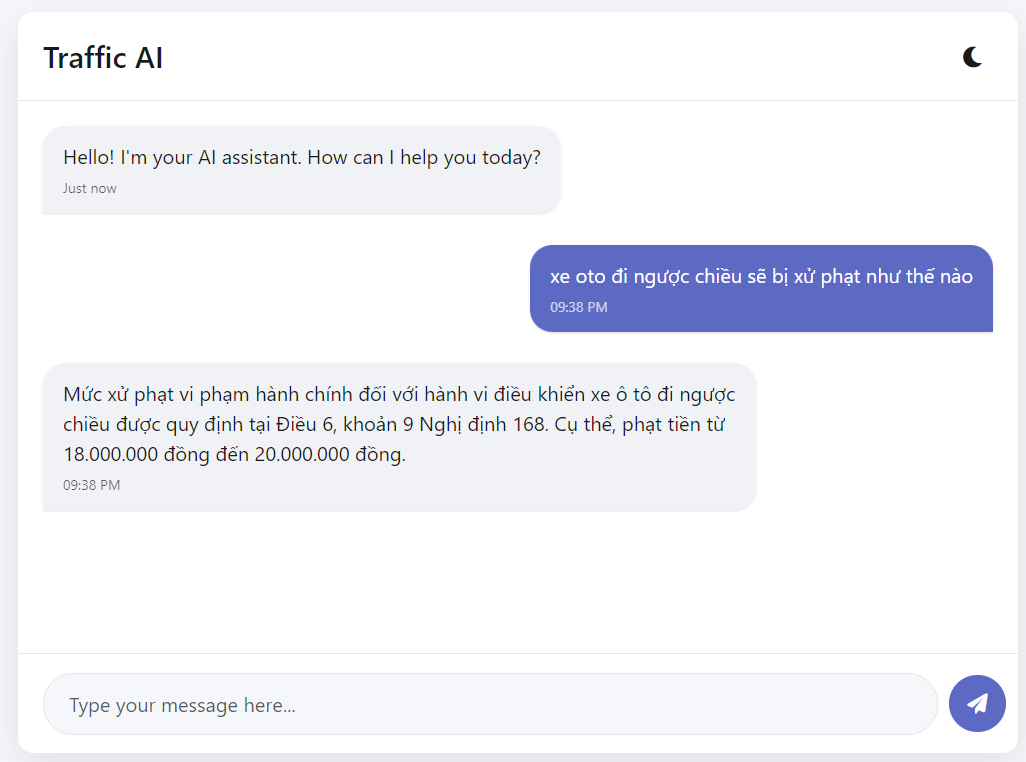 Traffic AI
Hello! I'm your AI assistant. How can I help you today?
Just now
xe oto đi ngược chiều sẽ bị xử phạt như thế nào
09:38 PM
Mức xử phạt vi phạm hành chính đối với hành vi điều khiển xe ô tô đi ngược
chiều được quy định tại Điều 6, khoản 9 Nghị định 168. Cụ thể, phạt tiền từ
18.000.000 đồng đến 20.000.000 đồng.
09:38 PM
Type your message here...